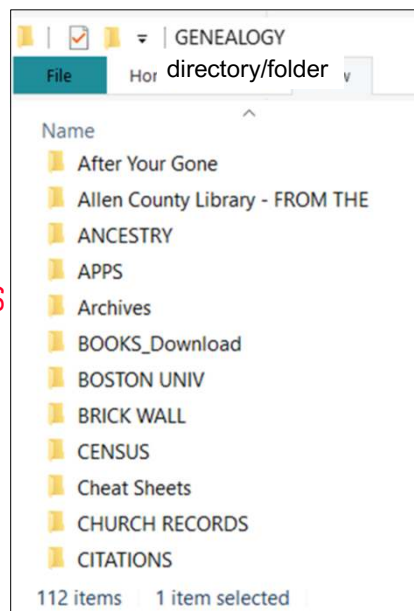 GENEALOGY
File Hor directory/folder
Name
After Your Gone
Allen County Library - FROM THE
ANCESTRY
APPS
S
Archives
BOOKS_Download
BOSTON UNIV
BRICK WALL
CENSUS
Cheat Sheets
CHURCH RECORDS
CITATIONS
112 items 1 item selected